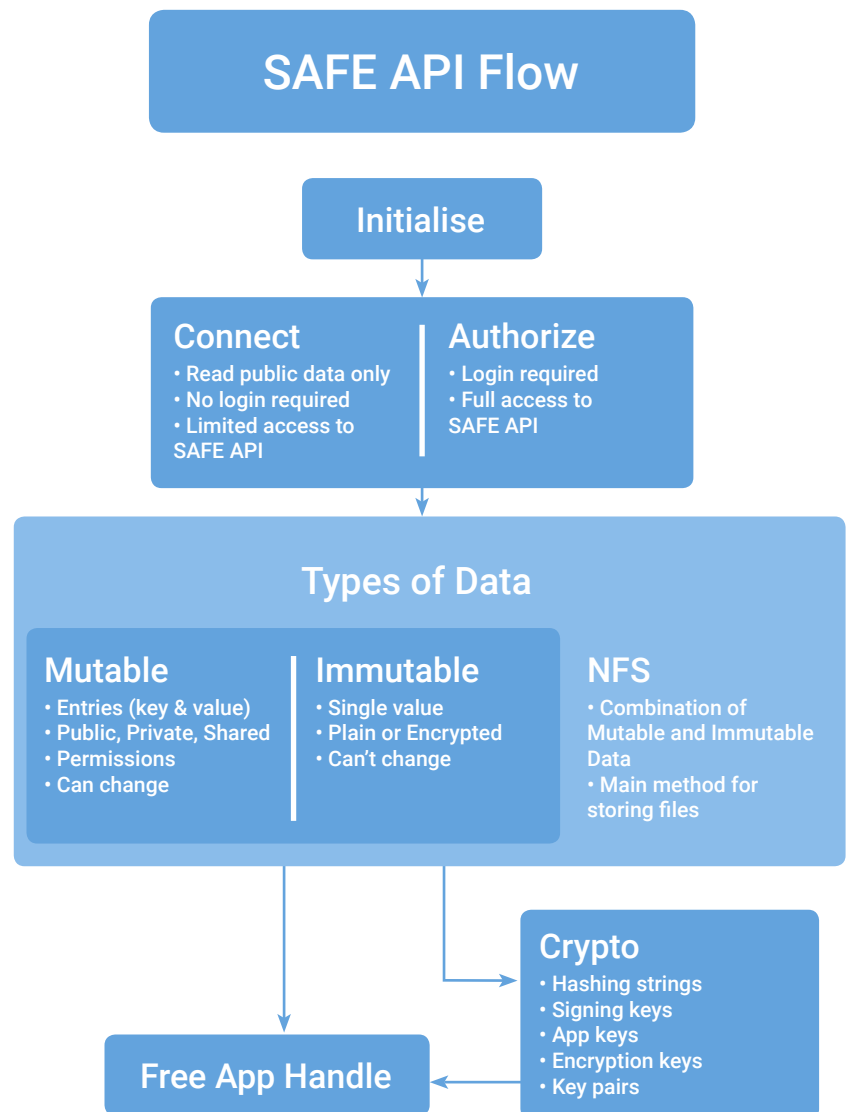 SAFE API Flow
Initialise
Connect
• Read public data only
• No login required
• Limited access to
SAFE API
Authorize
• Login required
• Full access to
SAFE API
Types of Data
Mutable
• Entries (key & value)
• Public, Private, Shared
• Permissions
• Can change
Immutable
• Single value
• Plain or Encrypted
• Can’t change
NFS
• Combination of
Mutable and Immutable
Data
• Main method for
storing files
Crypto
• Hashing strings
• Signing keys
• App keys
• Encryption keys
• Key pairs
Free App Handle